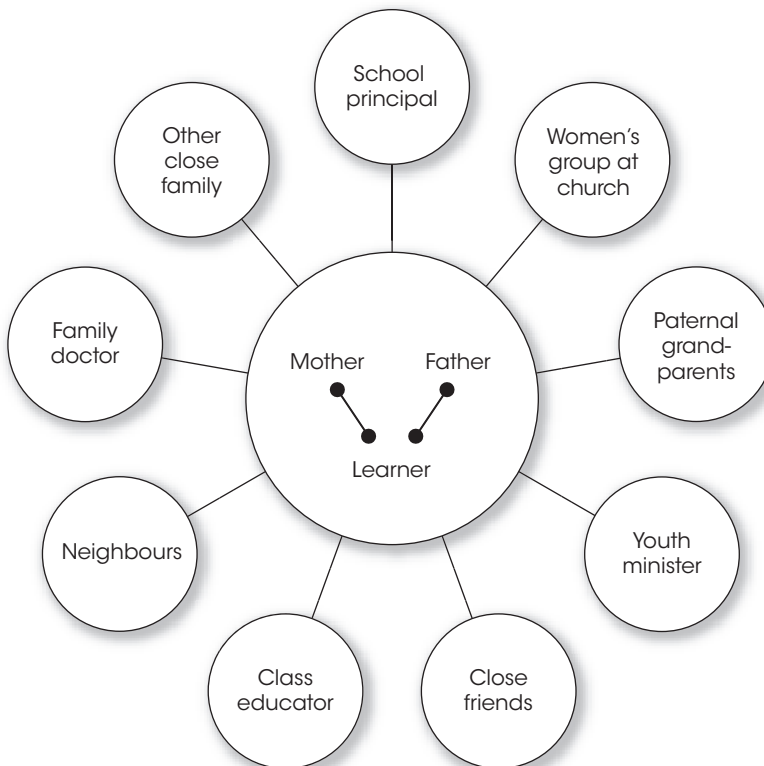 School
principal
Other
close
family
Women's
group at
church
Family
doctor
Paternal
grand-
parents
Mother
Father
Learner
Neighbours
Youth
minister
Class
educator
Close
friends